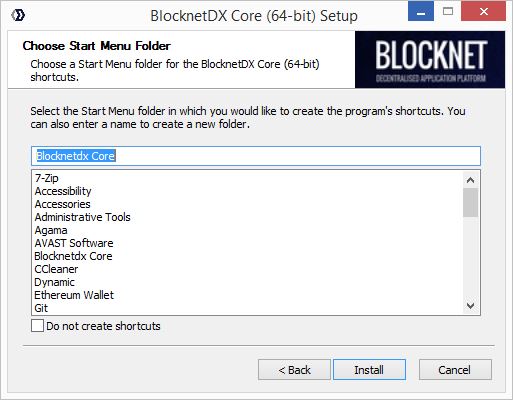 BlocknetDX Core (64-bit) Setup
Choose Start Menu Folder
Choose a Start Menu folder for the BlocknetDX Core (64-bit)
shortcuts.
BLOCKNET
DECENTRALISED APPLICATION PLATFORM
Select the Start Menu folder in which you would like to create the program's shortcuts. You
can also enter a name to create a new folder.
Blocknetdx Core
7-Zip
Accessibility
Accessories
Administrative Tools
Agama
AVAST Software
Blocknetdx Core
CCleaner
Dynamic
Ethereum Wallet
Git
Do not create shortcuts
< Back
Install
Cancel